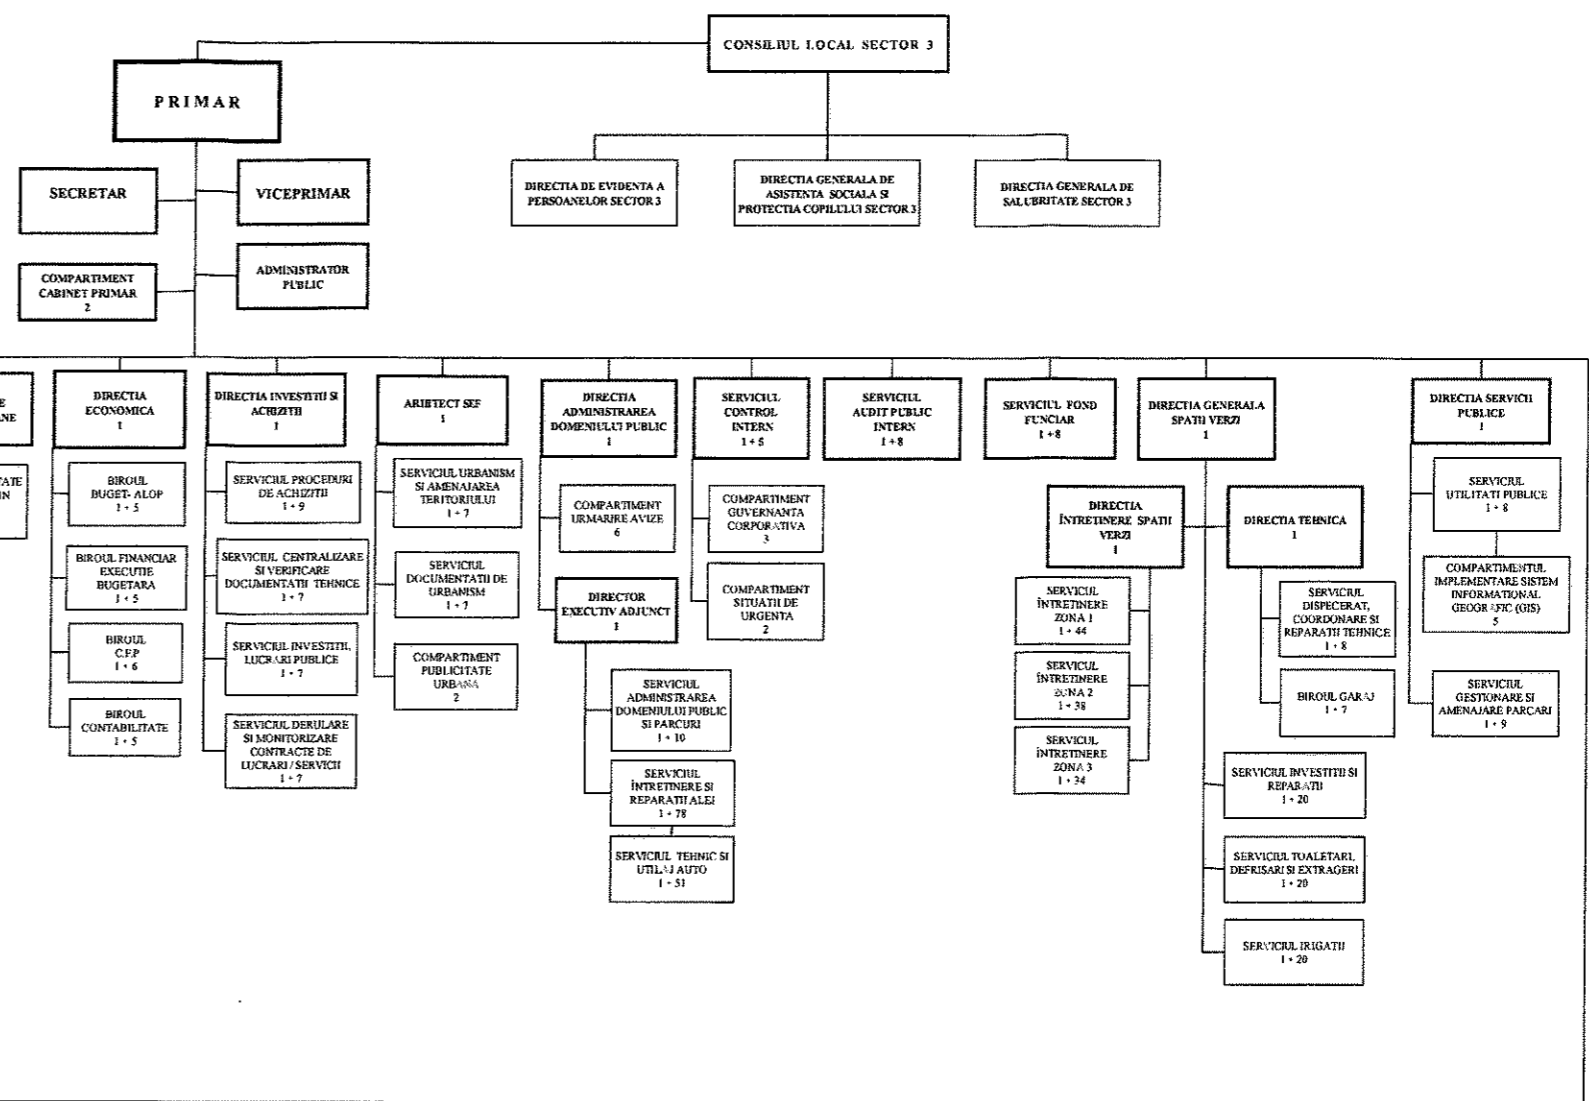 CONSILIUL LOCAL SECTOR 3
PRIMAR
SECRETAR
VICEPRIMAR
COMPARTIMENT
CABINET PRIMAR
2
ADMINISTRATOR
PUBLIC
DIRECTIA DE EVIDENTA A
PERSOANELOR SECTOR 3
DIRECTIA GENERALA DE
ASISTENTA SOCIALA SI
PROTECTIA COPILULUI SECTOR 3
DIRECTIA GENERALA DE
SALUBRITATE SECTOR 3
E
ANE
TATE
IN
DIRECTIA
ECONOMICA
1
BIROUL
BUGET- ALOP
1 + 5
BIROUL FINANCIAR
EXECUTIE
BUGETARA
1 + 5
BIROUL
C.F.P
1 + 6
BIROUL
CONTABILITATE
1 + 5
DIRECTIA INVESTITII SI
ACHIZITII
1
SERVICIUL PROCEDURI
DE ACHIZITII
1 + 9
SERVICIUL CENTRALIZARE
SI VERIFICARE
DOCUMENTATII TEHNICE
1 + 7
SERVICIUL INVESTITII,
LUCRARI PUBLICE
1 + 7
SERVICIUL DERULARE
SI MONITORIZARE
CONTRACTE DE
LUCRARI / SERVICII
1 + 7
ARHITECT SEF
1
SERVICIUL URBANISM
SI AMENAJAREA
TERITORIULUI
1 + 7
SERVICIUL
DOCUMENTATII DE
URBANISM
1 + 7
COMPARTIMENT
PUBLICITATE
URBANA
2
DIRECTIA
ADMINISTRAREA
DOMENIULUI PUBLIC
1
COMPARTIMENT
URMARIRE AVIZE
6
DIRECTOR
EXECUTIV ADJUNCT
1
SERVICIUL
ADMINISTRAREA
DOMENIULUI PUBLIC
SI PARCURI
1 + 10
SERVICIUL
ÎNTRETINERE SI
REPARATII ALEI
1 + 78
SERVICIUL TEHNIC SI
UTILAJ AUTO
1 + 51
SERVICIUL
CONTROL
INTERN
1 + 5
COMPARTIMENT
GUVERNANTA
CORPORATIVA
3
COMPARTIMENT
SITUATII DE
URGENTA
2
SERVICIUL
AUDIT PUBLIC
INTERN
1 + 8
SERVICIUL FOND
FUNCIAR
1 + 8
DIRECTIA GENERALA
SPATII VERZI
1
DIRECTIA
ÎNTRETINERE SPATII
VERZI
1
SERVICUL
ÎNTRETINERE
ZONA 1
1 + 44
SERVICUL
ÎNTRETINERE
ZONA 2
1 + 38
SERVICUL
ÎNTRETINERE
ZONA 3
1 + 34
DIRECTIA TEHNICA
1
SERVICIUL
DISPECERAT,
COORDONARE SI
REPARATII TEHNICE
1 + 8
BIROUL GARAJ
1 + 7
SERVICIUL INVESTITII SI
REPARATII
1 + 20
SERVICIUL TOALETARI,
DEFRISARI SI EXTRAGERI
1 + 20
SERVICIUL IRIGATII
1 + 20
DIRECTIA SERVICII
PUBLICE
1
SERVICIUL
UTILITATI PUBLICE
1 + 8
COMPARTIMENTUL
IMPLEMENTARE SISTEM
INFORMATIONAL
GEOGRAFIC (GIS)
5
SERVICIUL
GESTIONARE SI
AMENAJARE PARCARI
1 + 9